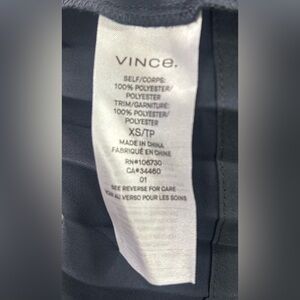 VINCE.
SELF/CORPS:
100% POLYESTER/
POLYESTER
TRIM/GARNITURE:
100% POLYESTER/
POLYESTER
XS/TP
MADE IN CHINA
FABRIQUÉ EN CHINE
RN#106730
CA#34460
01
SEE REVERSE FOR CARE
VOIR AU VERSO POUR LES SOINS